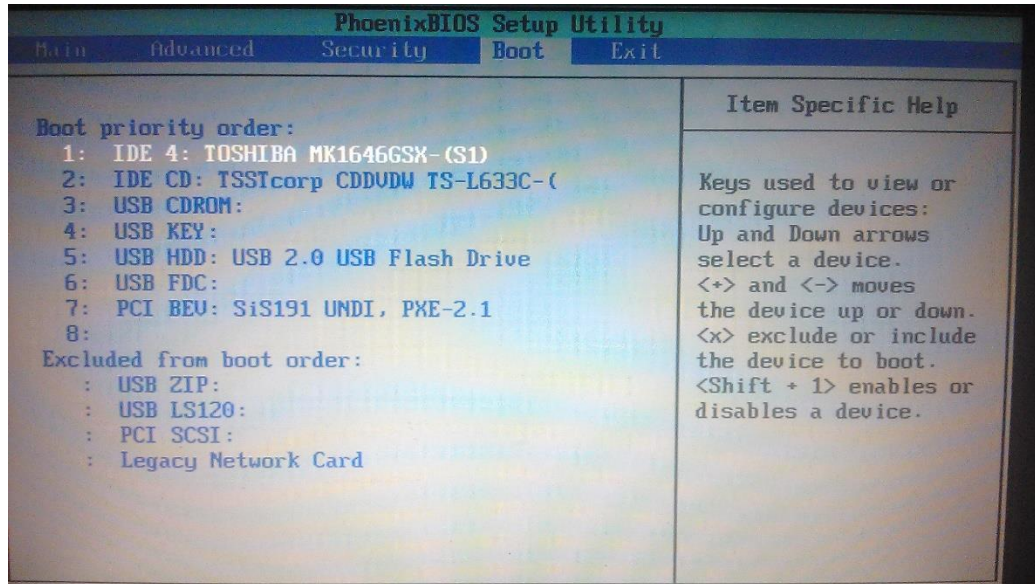 PhoenixBIOS Setup Utility
Main Advanced Security Boot Exit
Boot priority order:
1: IDE 4: TOSHIBA MK1646GSX-(S1)
2: IDE CD: TSSTcorp CDDVDW TS-L633C-(
3: USB CDROM:
4: USB KEY:
5: USB HDD: USB 2.0 USB Flash Drive
6: USB FDC:
7: PCI BEV: SiS191 UNDI, PXE-2.1
8:
Excluded from boot order:
: USB ZIP:
: USB LS120:
: PCI SCSI:
: Legacy Network Card
Item Specific Help
Keys used to view or
configure devices:
Up and Down arrows
select a device.
<+> and <-> moves
the device up or down.
<x> exclude or include
the device to boot.
<Shift + 1> enables or
disables a device.